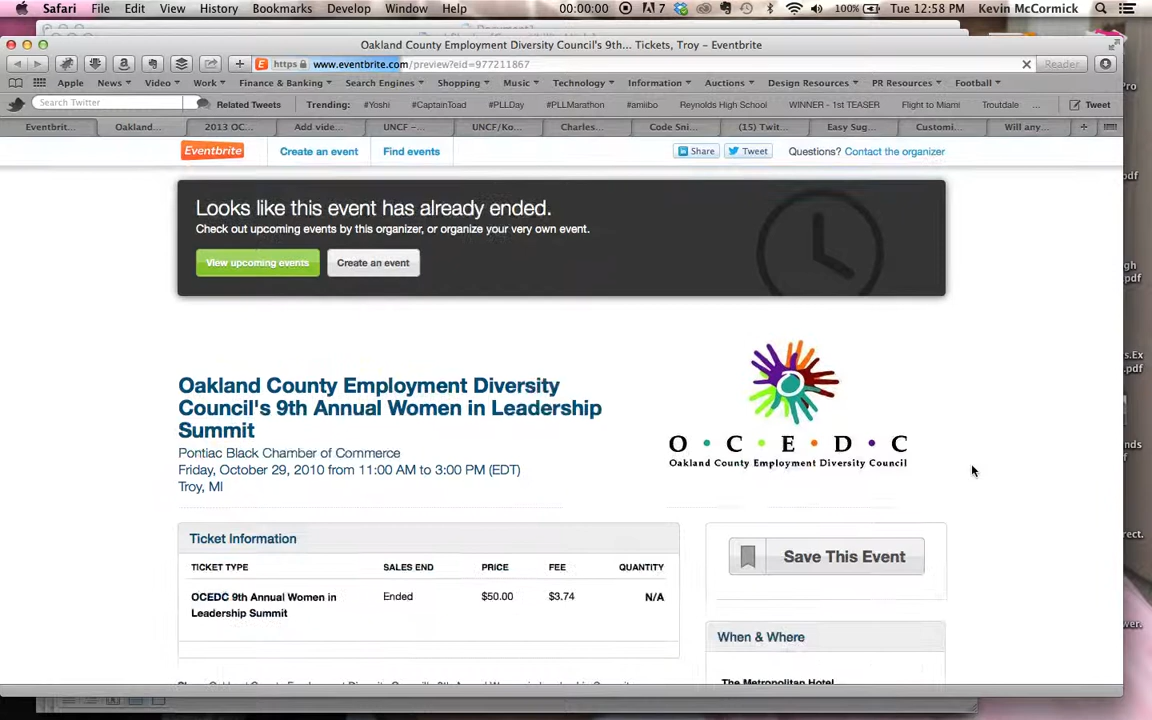 Safari File Edit View History Bookmarks Develop Window Help 00:00:00 7 100% Tue 12:58 PM Kevin McCormick
Oakland County Employment Diversity Council's 9th... Tickets, Troy – Eventbrite
https www.eventbrite.com/preview?eid=977211867 Reader
Apple News Video Work Finance & Banking Search Engines Shopping Music Technology Information Auctions Design Resources PR Resources Football
Search Twitter Related Tweets Trending: #Yoshi #CaptainToad #PLLDay #PLLMarathon #amiibo Reynolds High School WINNER - 1st TEASER Flight to Miami Troutdale ... Tweet
Eventbrit... Oakland... 2013 OC... Add vide... UNCF –... UNCF/Ko... Charles... Code Sni... (15) Twit... Easy Sug... Customi... Will any...
Eventbrite Create an event Find events Share Tweet Questions? Contact the organizer
Looks like this event has already ended.
Check out upcoming events by this organizer, or organize your very own event.
View upcoming events Create an event
Oakland County Employment Diversity
Council's 9th Annual Women in Leadership
Summit
Pontiac Black Chamber of Commerce
Friday, October 29, 2010 from 11:00 AM to 3:00 PM (EDT)
Troy, MI
O • C • E • D • C
Oakland County Employment Diversity Council
Ticket Information
TICKET TYPE SALES END PRICE FEE QUANTITY
OCEDC 9th Annual Women in Leadership Summit Ended $50.00 $3.74 N/A
Save This Event
When & Where
The Metropolitan Hotel